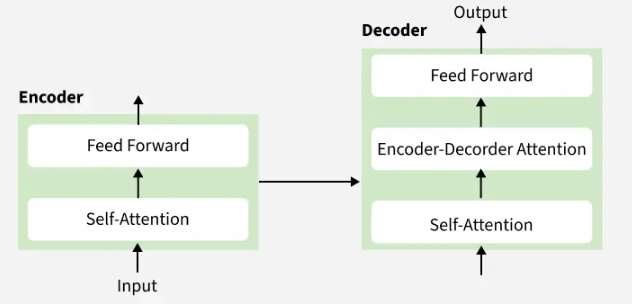 Encoder
Feed Forward
Self-Attention
Input
Output
Decoder
Feed Forward
Encoder-Decorder Attention
Self-Attention